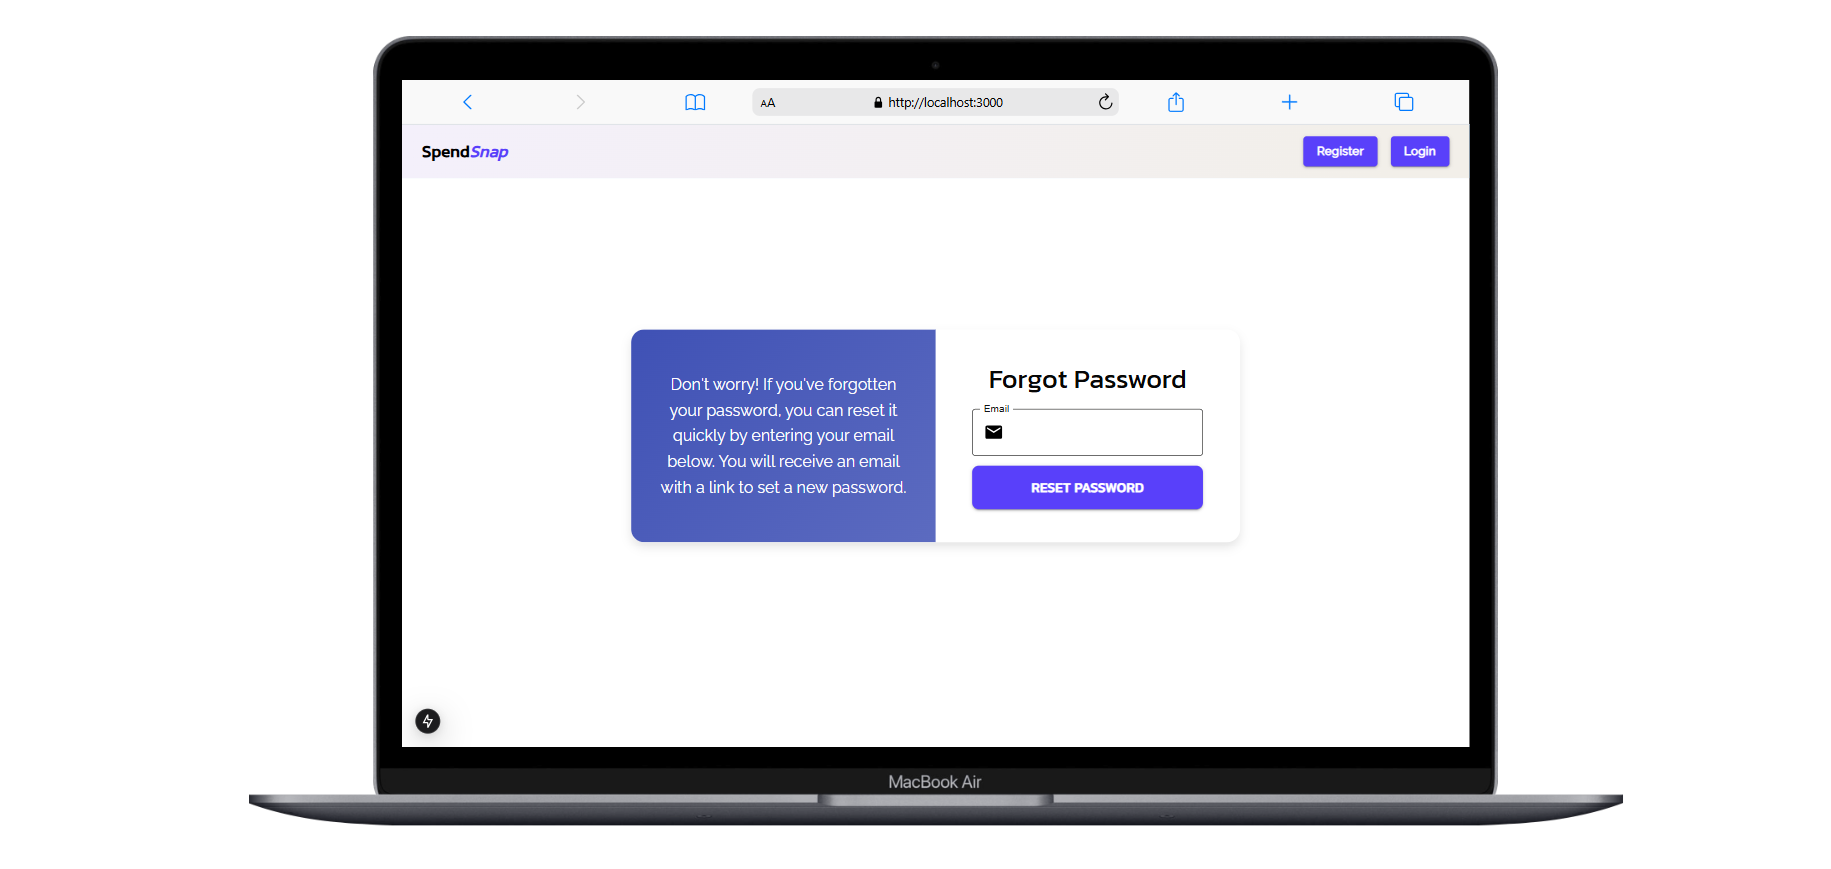 AA
http://localhost:3000
SpendSnap
Register
Login
Don't worry! If you've forgotten
your password, you can reset it
quickly by entering your email
below. You will receive an email
with a link to set a new password.
Forgot Password
Email
RESET PASSWORD
MacBook Air